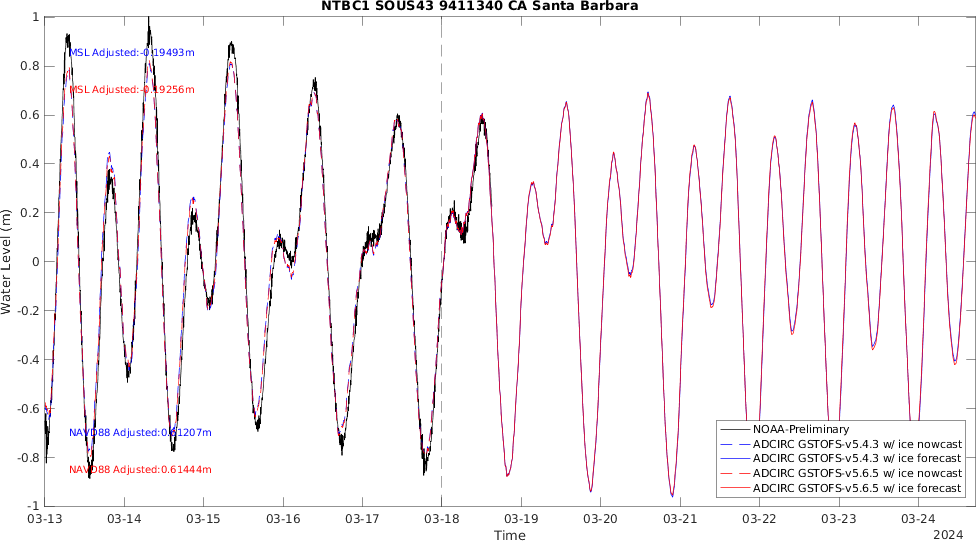 NTBC1 SOUS43 9411340 CA Santa Barbara
1
0.8
0.6
0.4
0.2
0
-0.2
-0.4
-0.6
-0.8
-1
Water Level (m)
MSL Adjusted:-0.19493m
MSL Adjusted:-0.19256m
NAVD88 Adjusted:0.61207m
NAVD88 Adjusted:0.61444m
NOAA-Preliminary
ADCIRC GSTOFS-v5.4.3 w/ ice nowcast
ADCIRC GSTOFS-v5.4.3 w/ ice forecast
ADCIRC GSTOFS-v5.6.5 w/ ice nowcast
ADCIRC GSTOFS-v5.6.5 w/ ice forecast
03-13 03-14 03-15 03-16 03-17 03-18 03-19 03-20 03-21 03-22 03-23 03-24
Time
2024